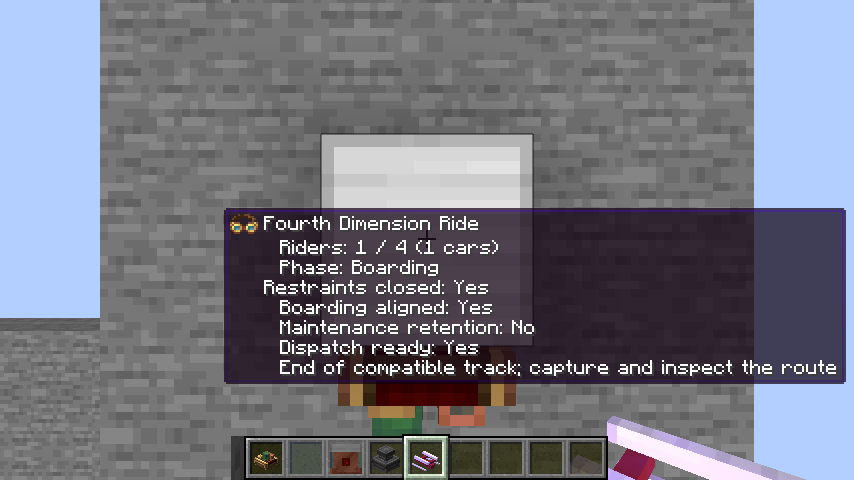 Fourth Dimension Ride
Riders: 1 / 4 (1 cars)
Phase: Boarding
Restraints closed: Yes
Boarding aligned: Yes
Maintenance retention: No
Dispatch ready: Yes
End of compatible track; capture and inspect the route